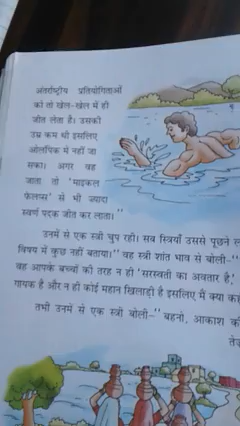 अंतर्राष्ट्रीय प्रतियोगिताओं
को तो खेल-खेल में ही
जीत लेता है। उसकी
उम्र कम थी इसलिए
ओलंपिक में नहीं जा
सका। अगर वह
जाता तो 'माइकल
फेलप्स' से भी ज्यादा
स्वर्ण पदक जीत कर लाता।''
उनमें से एक स्त्री चुप रही। सब स्त्रियाँ उससे पूछने
विषय में कुछ नहीं बताया।'' वह स्त्री शांत भाव से बोली-''
वह आपके बच्चों की तरह न ही 'सरस्वती का अवतार है,'
गायक है और न ही कोई महान खिलाड़ी है इसलिए मैं क्या
तभी उनमें से एक स्त्री बोली-'' बहनो, आकाश